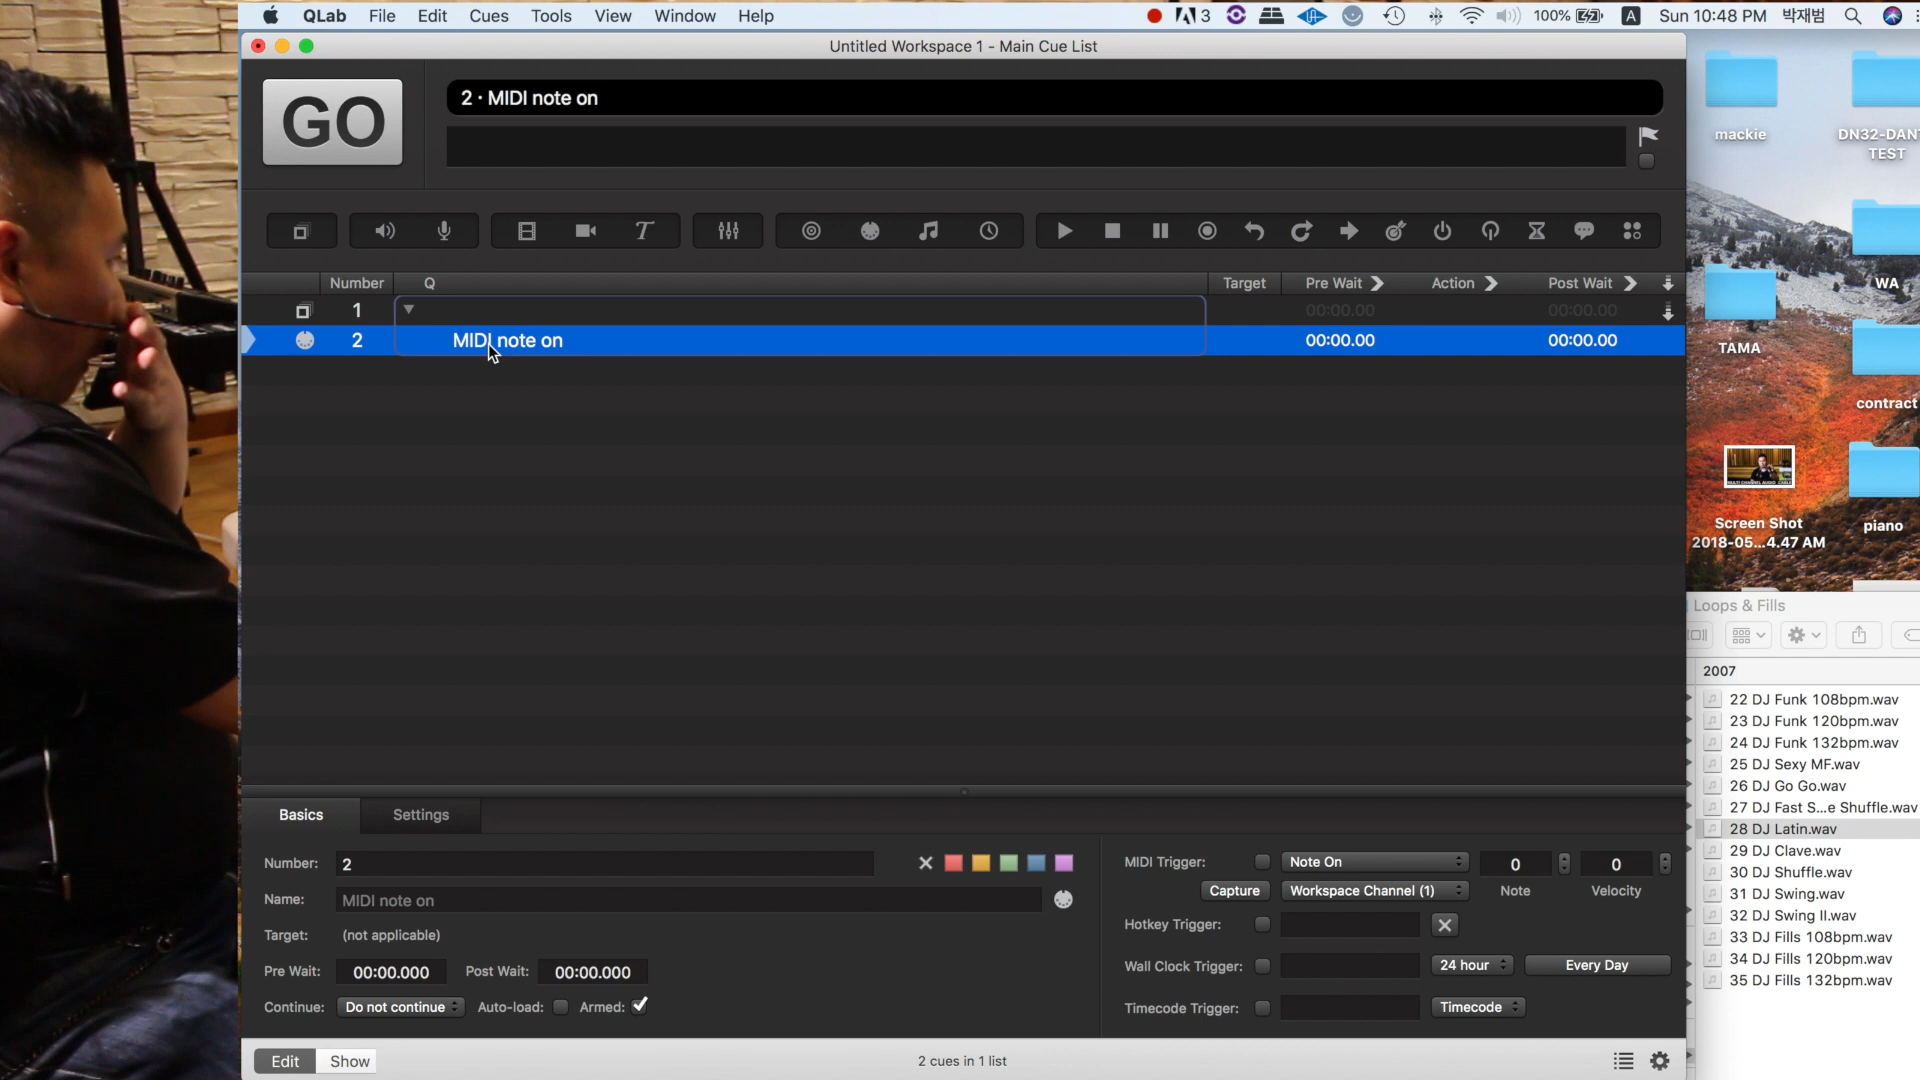 QLab File Edit Cues Tools View Window Help 3 100% A Sun 10:48 PM 박재범
Untitled Workspace 1 - Main Cue List
GO
2 · MIDI note on
Number Q Target Pre Wait Action Post Wait
1 00:00.00 00:00.00
2 MIDI note on 00:00.00 00:00.00
Basics Settings
Number: 2
Name: MIDI note on
Target: (not applicable)
Pre Wait: 00:00.000 Post Wait: 00:00.000
Continue: Do not continue Auto-load: Armed:
MIDI Trigger: Note On 0 0
Capture Workspace Channel (1) Note Velocity
Hotkey Trigger:
Wall Clock Trigger: 24 hour Every Day
Timecode Trigger: Timecode
Edit Show 2 cues in 1 list
mackie
DN32-DAN
TEST
WA
TAMA
contract
MULTI CHANNEL AUDIO CABLE
Screen Shot
2018-05...4.47 AM
piano
Loops & Fills
2007
22 DJ Funk 108bpm.wav
23 DJ Funk 120bpm.wav
24 DJ Funk 132bpm.wav
25 DJ Sexy MF.wav
26 DJ Go Go.wav
27 DJ Fast S...e Shuffle.wav
28 DJ Latin.wav
29 DJ Clave.wav
30 DJ Shuffle.wav
31 DJ Swing.wav
32 DJ Swing II.wav
33 DJ Fills 108bpm.wav
34 DJ Fills 120bpm.wav
35 DJ Fills 132bpm.wav